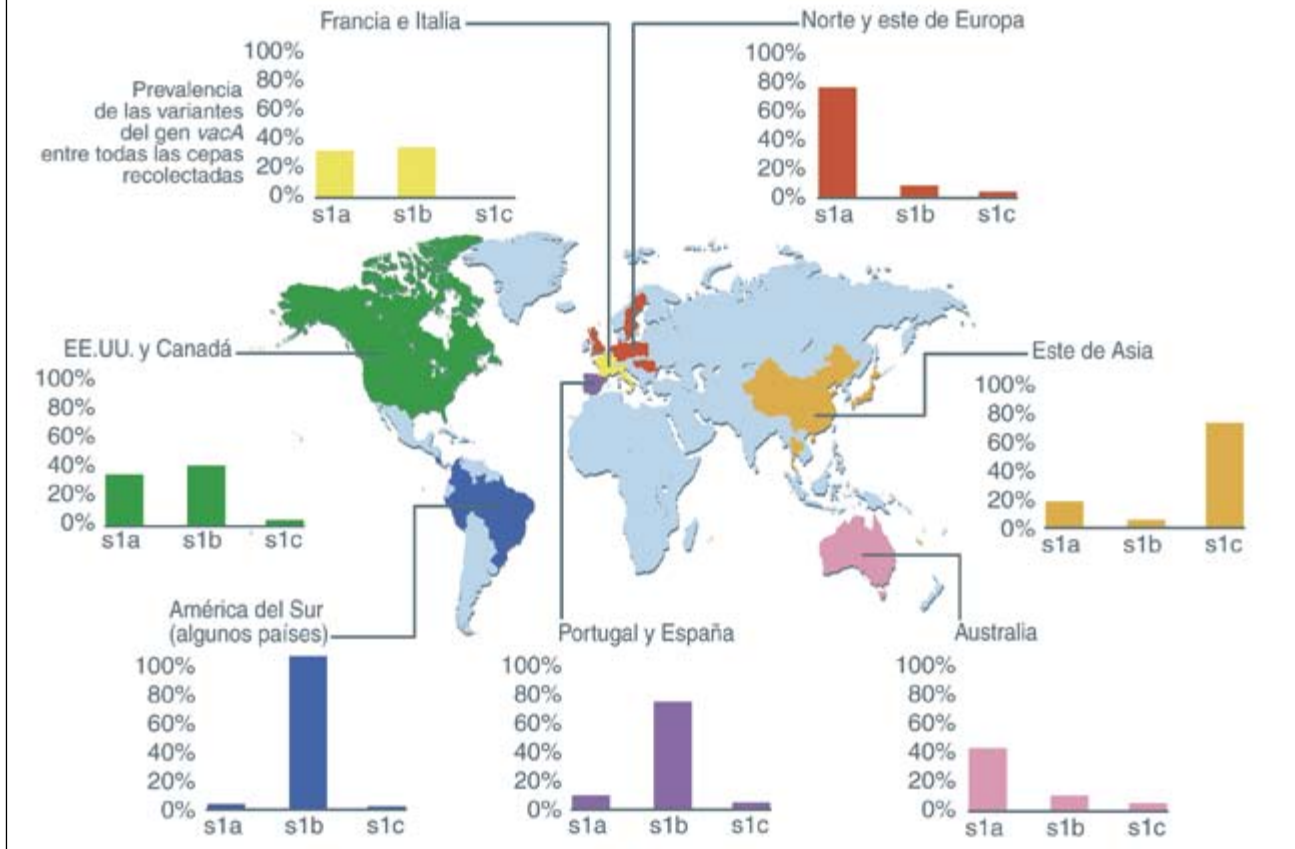 Francia e Italia
100%
80%
60%
40%
20%
0%
s1a s1b s1c
Prevalencia
de las variantes
del gen vacA
entre todas las cepas
recolectadas
Norte y este de Europa
100%
80%
60%
40%
20%
0%
s1a s1b s1c
EE.UU. y Canadá
100%
80%
60%
40%
20%
0%
s1a s1b s1c
Este de Asia
100%
80%
60%
40%
20%
0%
s1a s1b s1c
América del Sur
(algunos países)
100%
80%
60%
40%
20%
0%
s1a s1b s1c
Portugal y España
100%
80%
60%
40%
20%
0%
s1a s1b s1c
Australia
100%
80%
60%
40%
20%
0%
s1a s1b s1c